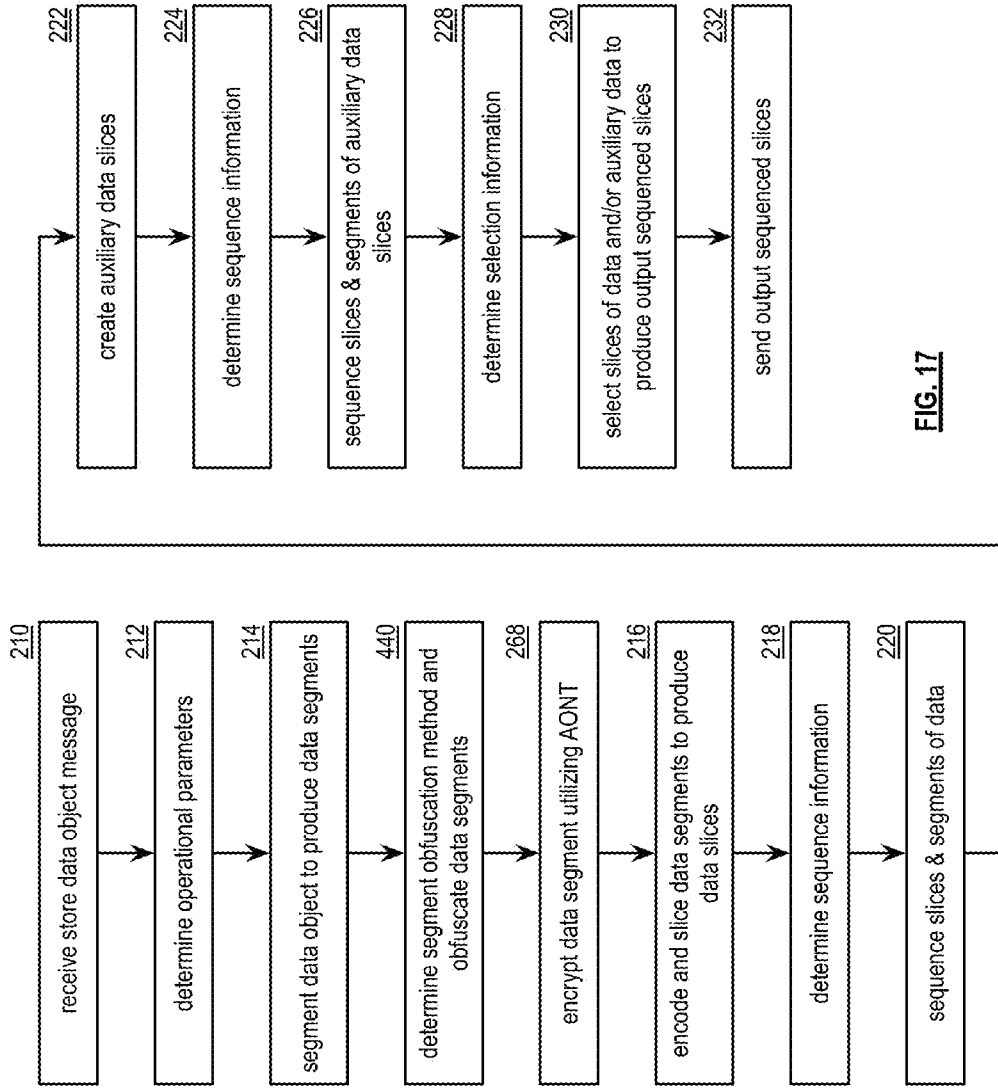 210
receive store data object message
212
determine operational parameters
214
segment data object to produce data segments
440
determine segment obfuscation method and
obfuscate data segments
268
encrypt data segment utilizing AONT
216
encode and slice data segments to produce
data slices
218
determine sequence information
220
sequence slices & segments of data
222
create auxiliary data slices
224
determine sequence information
226
sequence slices & segments of auxiliary data
slices
228
determine selection information
230
select slices of data and/or auxiliary data to
produce output sequenced slices
232
send output sequenced slices
FIG. 17